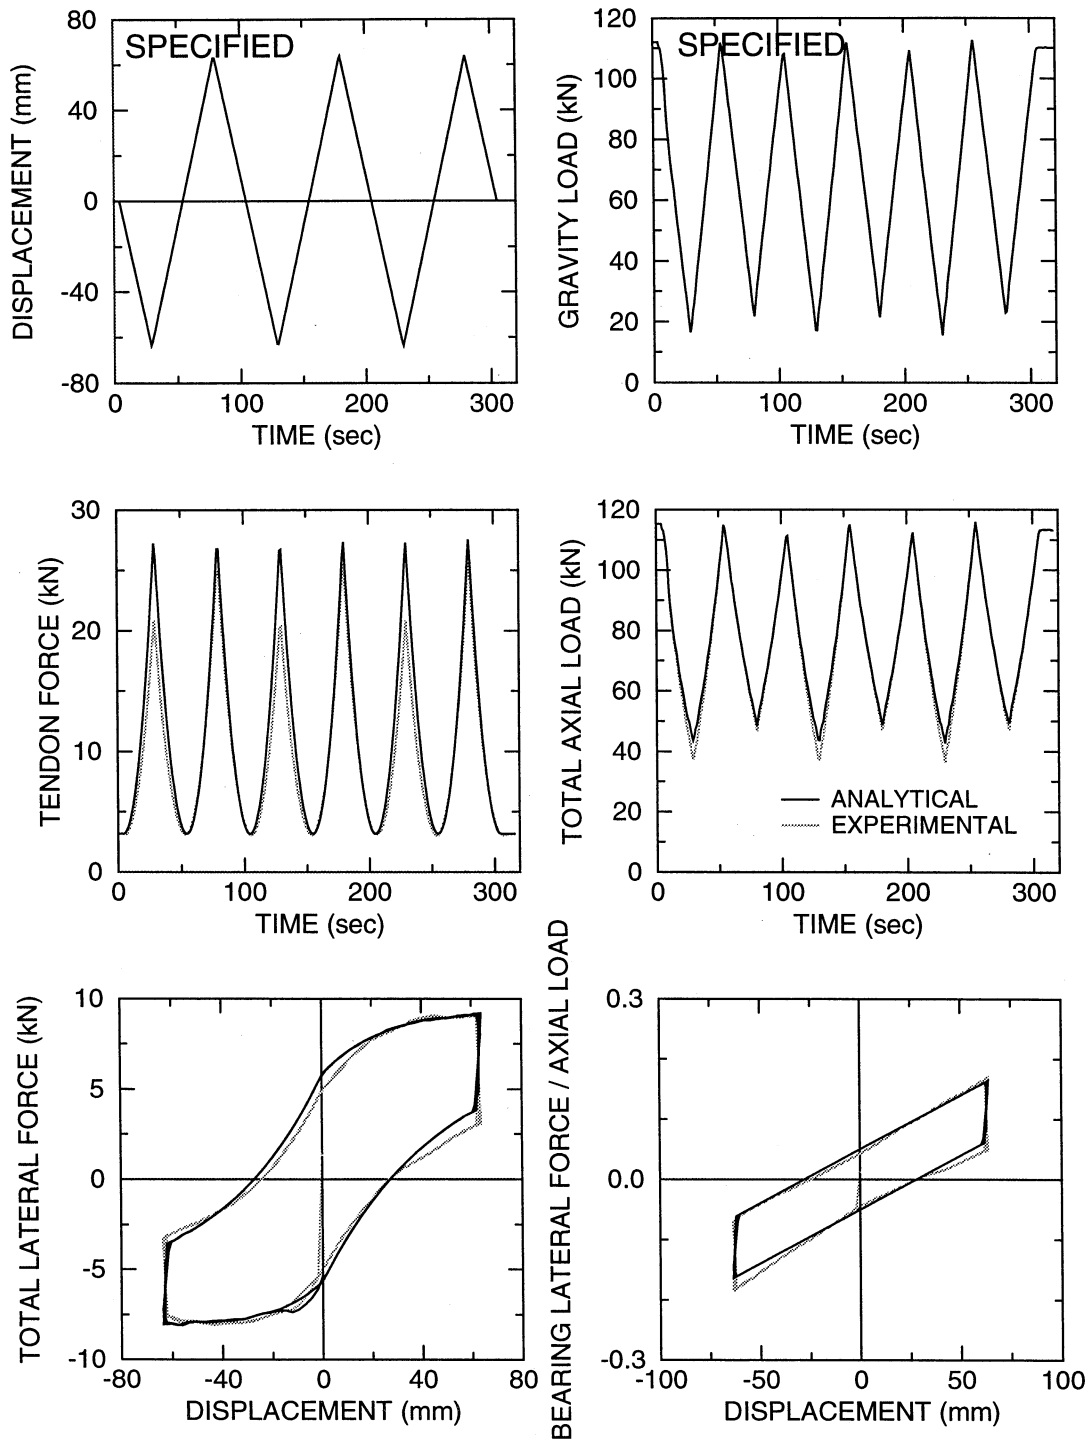 SPECIFIED
80
40
0
-40
-80
DISPLACEMENT (mm)
0 100 200 300
TIME (sec)
SPECIFIED
120
100
80
60
40
20
0
GRAVITY LOAD (kN)
0 100 200 300
TIME (sec)
30
20
10
0
TENDON FORCE (kN)
0 100 200 300
TIME (sec)
120
100
80
60
40
20
0
TOTAL AXIAL LOAD (kN)
ANALYTICAL
EXPERIMENTAL
0 100 200 300
TIME (sec)
10
5
0
-5
-10
TOTAL LATERAL FORCE (kN)
-80 -40 0 40 80
DISPLACEMENT (mm)
0.3
0.0
-0.3
BEARING LATERAL FORCE / AXIAL LOAD
-100 -50 0 50 100
DISPLACEMENT (mm)